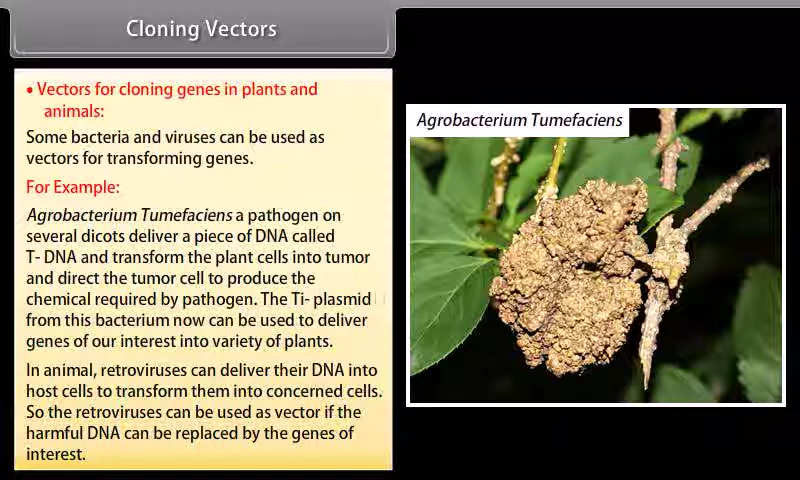 Cloning Vectors
• Vectors for cloning genes in plants and
animals:
Some bacteria and viruses can be used as
vectors for transforming genes.
For Example:
Agrobacterium Tumefaciens a pathogen on
several dicots deliver a piece of DNA called
T- DNA and transform the plant cells into tumor
and direct the tumor cell to produce the
chemical required by pathogen. The Ti- plasmid
from this bacterium now can be used to deliver
genes of our interest into variety of plants.
In animal, retroviruses can deliver their DNA into
host cells to transform them into concerned cells.
So the retroviruses can be used as vector if the
harmful DNA can be replaced by the genes of
interest.
Agrobacterium Tumefaciens